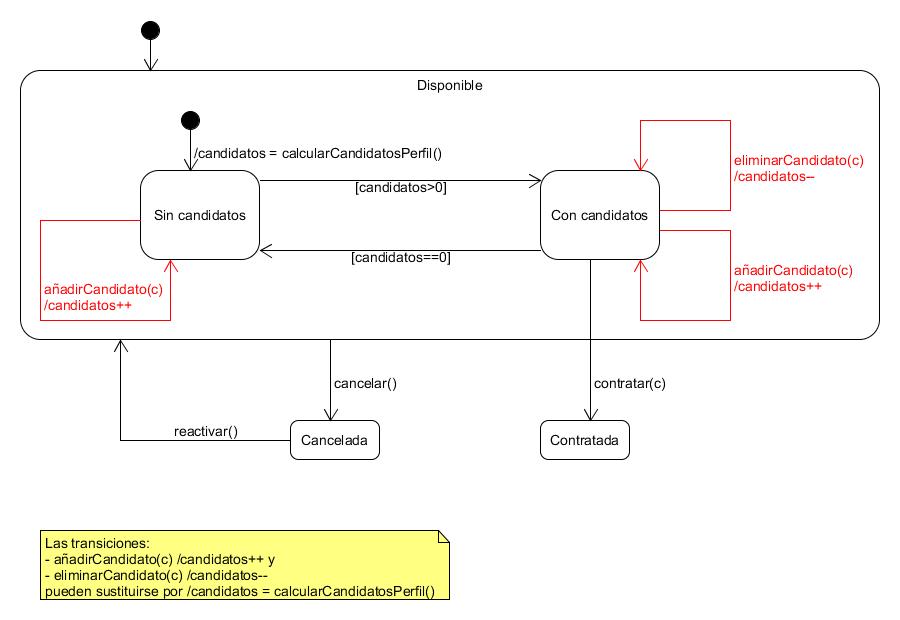 Disponible
/candidatos = calcularCandidatosPerfil()
[candidatos>0]
eliminarCandidato(c)
/candidatos--
Sin candidatos
Con candidatos
[candidatos==0]
añadirCandidato(c)
/candidatos++
añadirCandidato(c)
/candidatos++
cancelar()
contratar(c)
reactivar()
Cancelada
Contratada
Las transiciones:
- añadirCandidato(c) /candidatos++ y
- eliminarCandidato(c) /candidatos--
pueden sustituirse por /candidatos = calcularCandidatosPerfil()